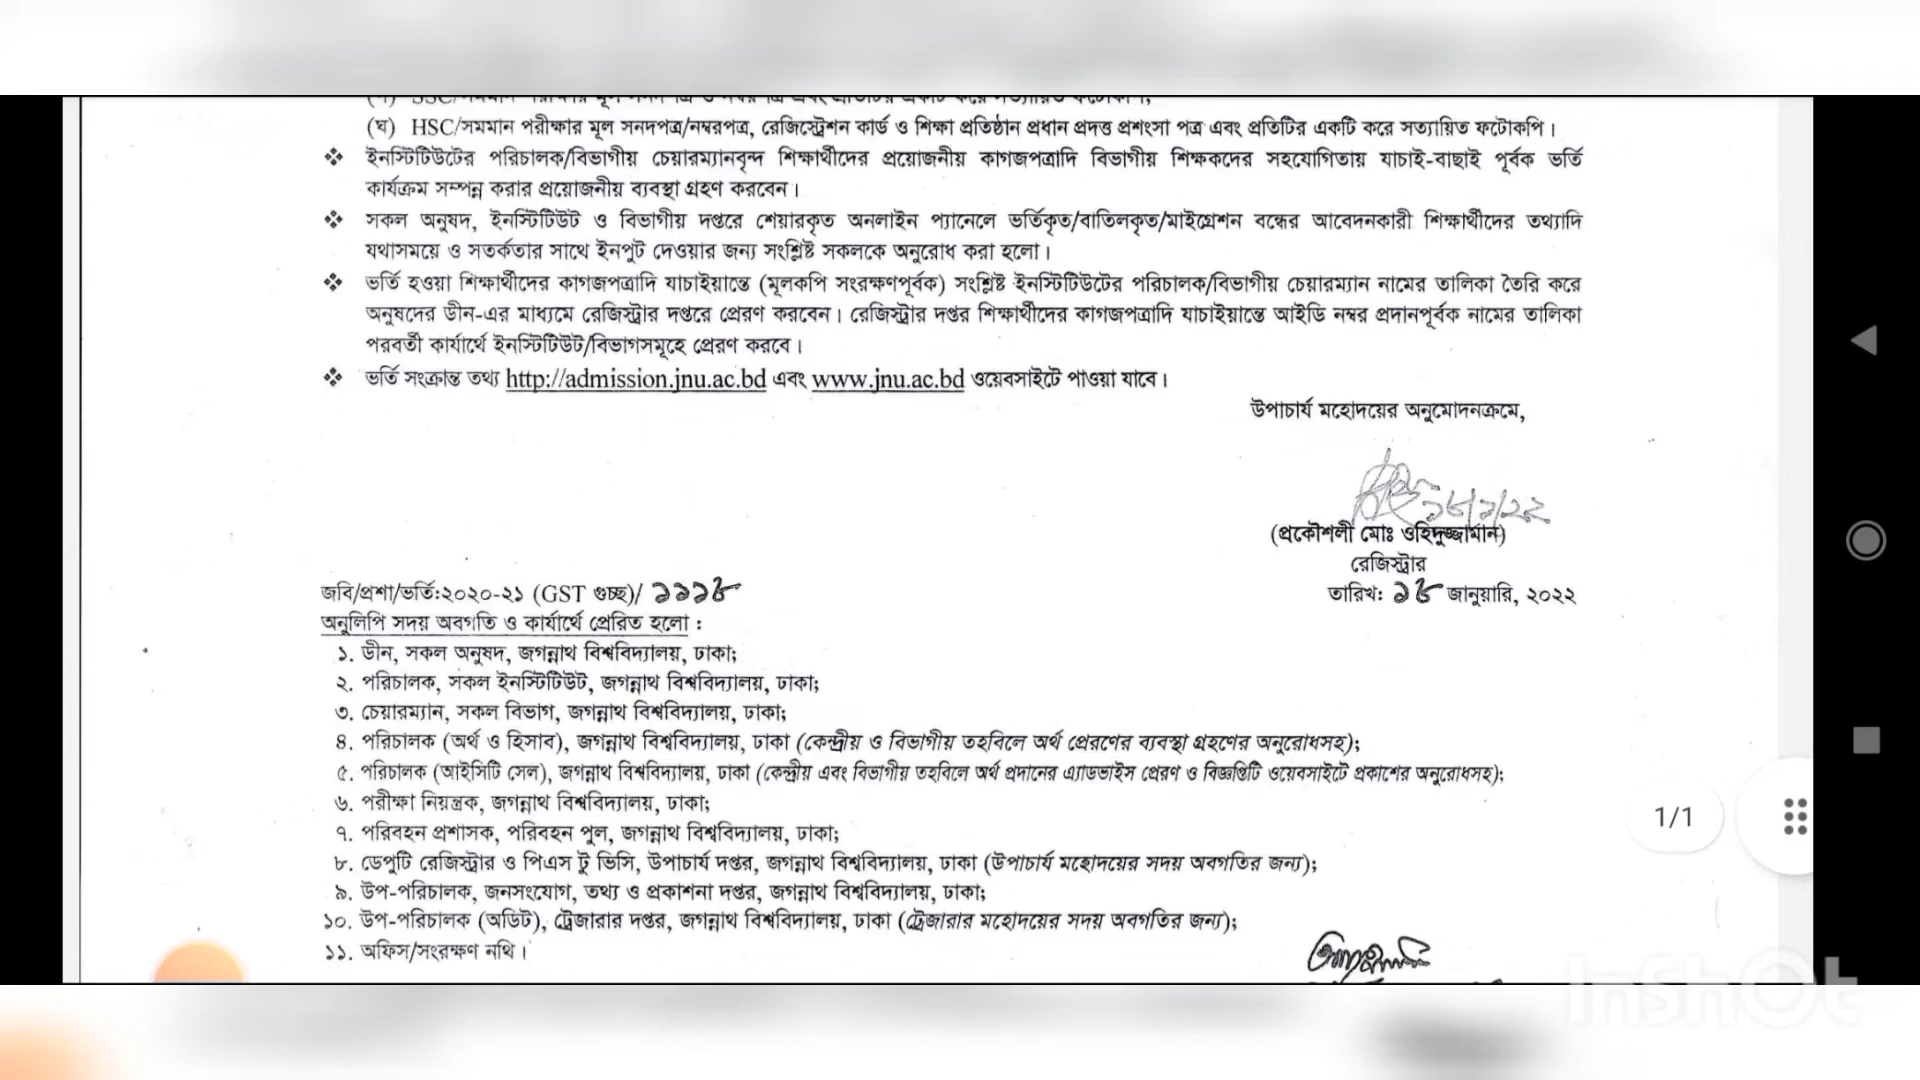 (ঘ) HSC/সমমান পরীক্ষার মূল সনদপত্র/নম্বরপত্র, রেজিস্ট্রেশন কার্ড ও শিক্ষা প্রতিষ্ঠান প্রধান প্রদত্ত প্রশংসা পত্র এবং প্রতিটির একটি করে সত্যায়িত ফটোকপি।
❖ ইনস্টিটিউটের পরিচালক/বিভাগীয় চেয়ারম্যানবৃন্দ শিক্ষার্থীদের প্রয়োজনীয় কাগজপত্রাদি বিভাগীয় শিক্ষকদের সহযোগিতায় যাচাই-বাছাই পূর্বক ভর্তি
কার্যক্রম সম্পন্ন করার প্রয়োজনীয় ব্যবস্থা গ্রহণ করবেন।
❖ সকল অনুষদ, ইনস্টিটিউট ও বিভাগীয় দপ্তরে শেয়ারকৃত অনলাইন প্যানেলে ভর্তিকৃত/বাতিলকৃত/মাইগ্রেশন বন্ধের আবেদনকারী শিক্ষার্থীদের তথ্যাদি
যথাসময়ে ও সতর্কতার সাথে ইনপুট দেওয়ার জন্য সংশ্লিষ্ট সকলকে অনুরোধ করা হলো।
❖ ভর্তি হওয়া শিক্ষার্থীদের কাগজপত্রাদি যাচাইয়ান্তে (মূলকপি সংরক্ষণপূর্বক) সংশ্লিষ্ট ইনস্টিটিউটের পরিচালক/বিভাগীয় চেয়ারম্যান নামের তালিকা তৈরি করে
অনুষদের ডীন-এর মাধ্যমে রেজিস্ট্রার দপ্তরে প্রেরণ করবেন। রেজিস্ট্রার দপ্তর শিক্ষার্থীদের কাগজপত্রাদি যাচাইয়ান্তে আইডি নম্বর প্রদানপূর্বক নামের তালিকা
পরবর্তী কার্যার্থে ইনস্টিটিউট/বিভাগসমূহে প্রেরণ করবে।
❖ ভর্তি সংক্রান্ত তথ্য http://admission.jnu.ac.bd এবং www.jnu.ac.bd ওয়েবসাইটে পাওয়া যাবে।
উপাচার্য মহোদয়ের অনুমোদনক্রমে,
১৮/১/২২
(প্রকৌশলী মোঃ ওহিদুজ্জামান)
রেজিস্ট্রার
জবি/প্রশা/ভর্তি:২০২০-২১ (GST গুচ্ছ)/ ১১১৮ তারিখ: ১৮ জানুয়ারি, ২০২২
অনুলিপি সদয় অবগতি ও কার্যার্থে প্রেরিত হলো :
১. ডীন, সকল অনুষদ, জগন্নাথ বিশ্ববিদ্যালয়, ঢাকা;
২. পরিচালক, সকল ইনস্টিটিউট, জগন্নাথ বিশ্ববিদ্যালয়, ঢাকা;
৩. চেয়ারম্যান, সকল বিভাগ, জগন্নাথ বিশ্ববিদ্যালয়, ঢাকা;
৪. পরিচালক (অর্থ ও হিসাব), জগন্নাথ বিশ্ববিদ্যালয়, ঢাকা (কেন্দ্রীয় ও বিভাগীয় তহবিলে অর্থ প্রেরণের ব্যবস্থা গ্রহণের অনুরোধসহ);
৫. পরিচালক (আইসিটি সেল), জগন্নাথ বিশ্ববিদ্যালয়, ঢাকা (কেন্দ্রীয় এবং বিভাগীয় তহবিলে অর্থ প্রদানের এ্যাডভাইস প্রেরণ ও বিজ্ঞপ্তিটি ওয়েবসাইটে প্রকাশের অনুরোধসহ);
৬. পরীক্ষা নিয়ন্ত্রক, জগন্নাথ বিশ্ববিদ্যালয়, ঢাকা;
৭. পরিবহন প্রশাসক, পরিবহন পুল, জগন্নাথ বিশ্ববিদ্যালয়, ঢাকা;
৮. ডেপুটি রেজিস্ট্রার ও পিএস টু ভিসি, উপাচার্য দপ্তর, জগন্নাথ বিশ্ববিদ্যালয়, ঢাকা (উপাচার্য মহোদয়ের সদয় অবগতির জন্য);
৯. উপ-পরিচালক, জনসংযোগ, তথ্য ও প্রকাশনা দপ্তর, জগন্নাথ বিশ্ববিদ্যালয়, ঢাকা;
১০. উপ-পরিচালক (অডিট), ট্রেজারার দপ্তর, জগন্নাথ বিশ্ববিদ্যালয়, ঢাকা (ট্রেজারার মহোদয়ের সদয় অবগতির জন্য);
১১. অফিস/সংরক্ষণ নথি।
1/1
InShOt